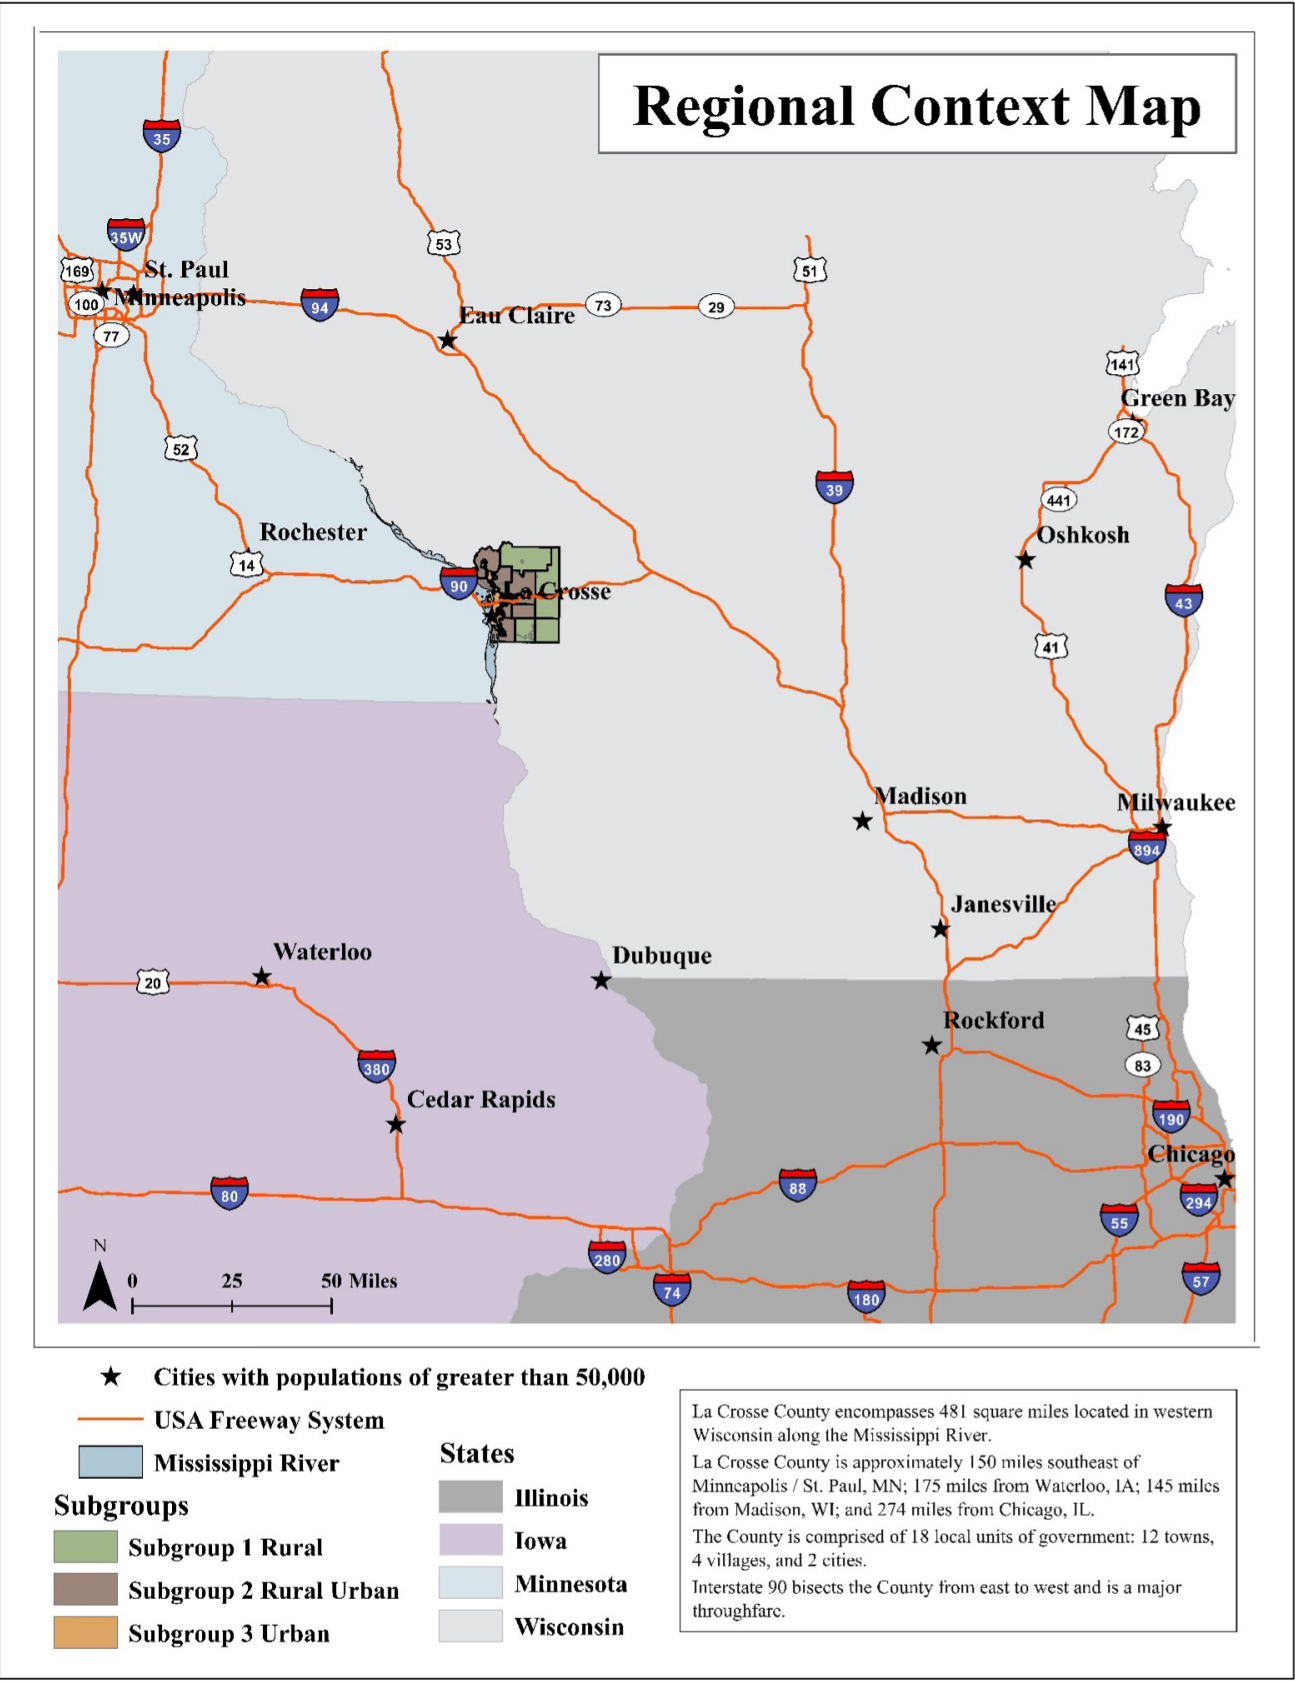 Regional Context Map
35
35W
53
169
St. Paul
51
100
Minneapolis
94
73
29
Eau Claire
77
141
Green Bay
172
52
39
441
Rochester
Oshkosh
14
90
La Crosse
43
41
Madison
Milwaukee
894
Janesville
Waterloo
Dubuque
20
Rockford
45
83
380
Cedar Rapids
190
Chicago
88
80
294
55
280
N
57
0 25 50 Miles
74
180
Cities with populations of greater than 50,000
USA Freeway System
Mississippi River
Subgroups
Subgroup 1 Rural
Subgroup 2 Rural Urban
Subgroup 3 Urban
States
Illinois
Iowa
Minnesota
Wisconsin
La Crosse County encompasses 481 square miles located in western
Wisconsin along the Mississippi River.
La Crosse County is approximately 150 miles southeast of
Minneapolis / St. Paul, MN; 175 miles from Waterloo, IA; 145 miles
from Madison, WI; and 274 miles from Chicago, IL.
The County is comprised of 18 local units of government: 12 towns,
4 villages, and 2 cities.
Interstate 90 bisects the County from east to west and is a major
throughfare.